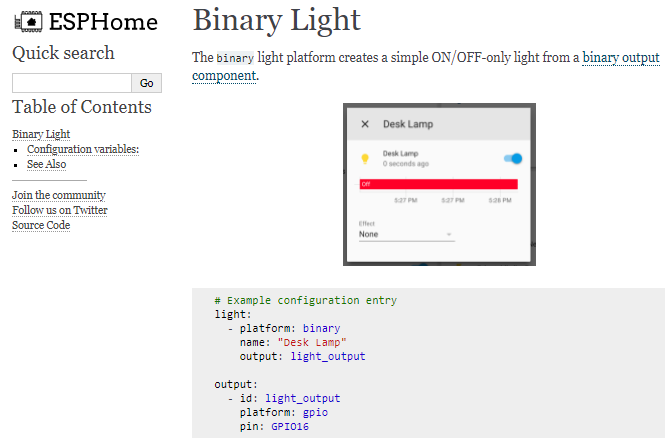 ESPHome
Quick search
Go
Table of Contents
Binary Light
Configuration variables:
See Also
Join the community
Follow us on Twitter
Source Code
Binary Light
The binary light platform creates a simple ON/OFF-only light from a binary output
component.
× Desk Lamp
Desk Lamp
0 seconds ago
Off
5:27 PM 5:27 PM 5:28 PM
Effect
None
# Example configuration entry
light:
  - platform: binary
    name: "Desk Lamp"
    output: light_output

output:
  - id: light_output
    platform: gpio
    pin: GPIO16